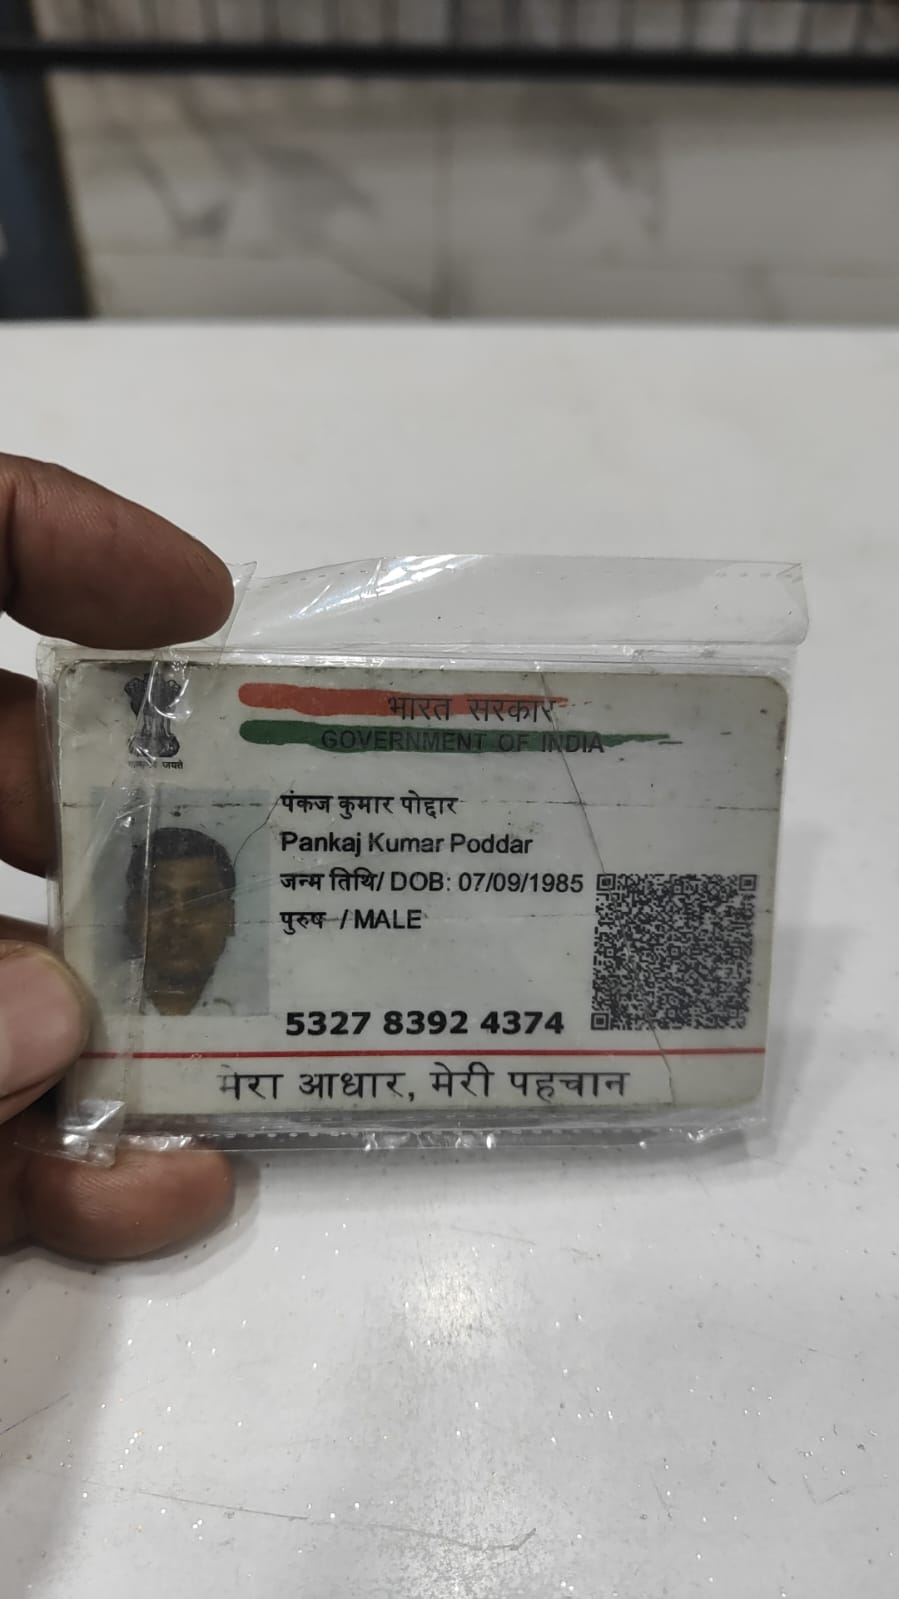 भारत सरकार
GOVERNMENT OF INDIA
जयते
पंकज कुमार पोद्दार
Pankaj Kumar Poddar
जन्म तिथि/ DOB: 07/09/1985
पुरुष / MALE
5327 8392 4374
मेरा आधार, मेरी पहचान